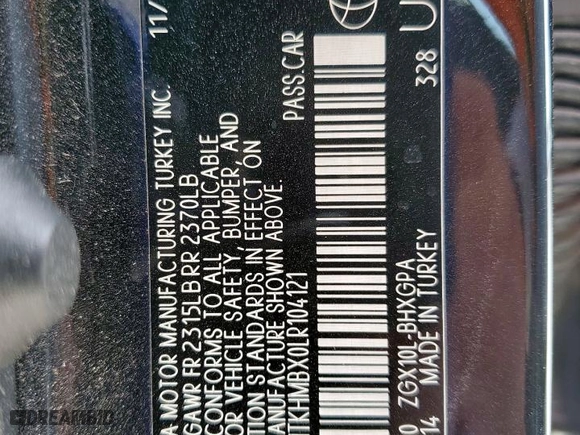 11/
A MOTOR MANUFACTURING TURKEY INC.
GAWR FR 2315LB RR 2370LB
CONFORMS TO ALL APPLICABLE
OR VEHICLE SAFETY, BUMPER, AND
TION STANDARDS IN EFFECT ON
MANUFACTURE SHOWN ABOVE.
TKHMBX0LR104121
PASS.CAR
328
U
0 ZGX10L-BHXGPA
14 MADE IN TURKEY
DREAMBID